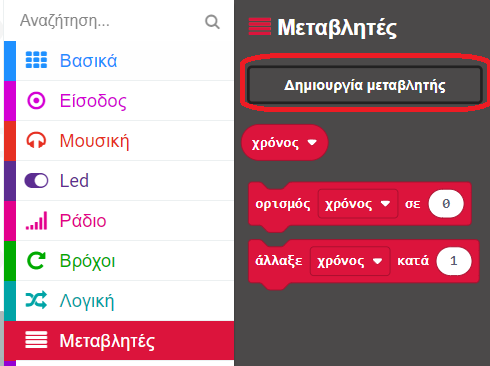 Αναζήτηση...
Βασικά
Είσοδος
Μουσική
Led
Ράδιο
Βρόχοι
Λογική
Μεταβλητές
Μεταβλητές
Δημιουργία μεταβλητής
χρόνος
ορισμός χρόνος σε 0
άλλαξε χρόνος κατά 1